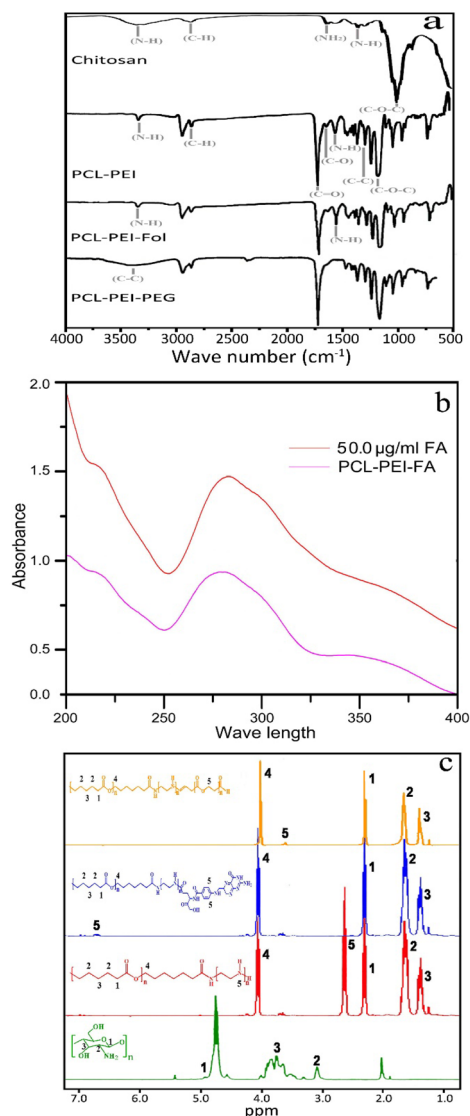 a
(N-H) (C-H) (NH₂) (N-H)
Chitosan
(C-O-C)
(N-H) (C-H) (N-H)
PCL-PEI
(C-O)
(C-C)
(C=O) (C-O-C)
(N-H) (N-H)
PCL-PEI-Fol
(C-C)
PCL-PEI-PEG
4000 3500 3000 2500 2000 1500 1000 500
Wave number (cm⁻¹)
b
2.0
50.0 µg/ml FA
PCL-PEI-FA
1.5
1.0
0.5
0.0
Absorbance
200 250 300 350 400
Wave length
c
4 5 1 2 3
5 4 1 2 3
4 5 1 2 3
1 3 2
7.0 6.0 5.0 4.0 3.0 2.0 1.0
ppm